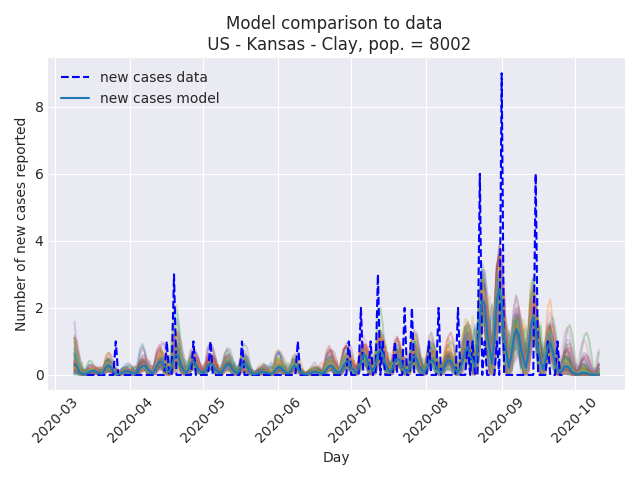 Model comparison to data
US - Kansas - Clay, pop. = 8002
new cases data
new cases model
Number of new cases reported
8
6
4
2
0
2020-03
2020-04
2020-05
2020-06
2020-07
2020-08
2020-09
2020-10
Day